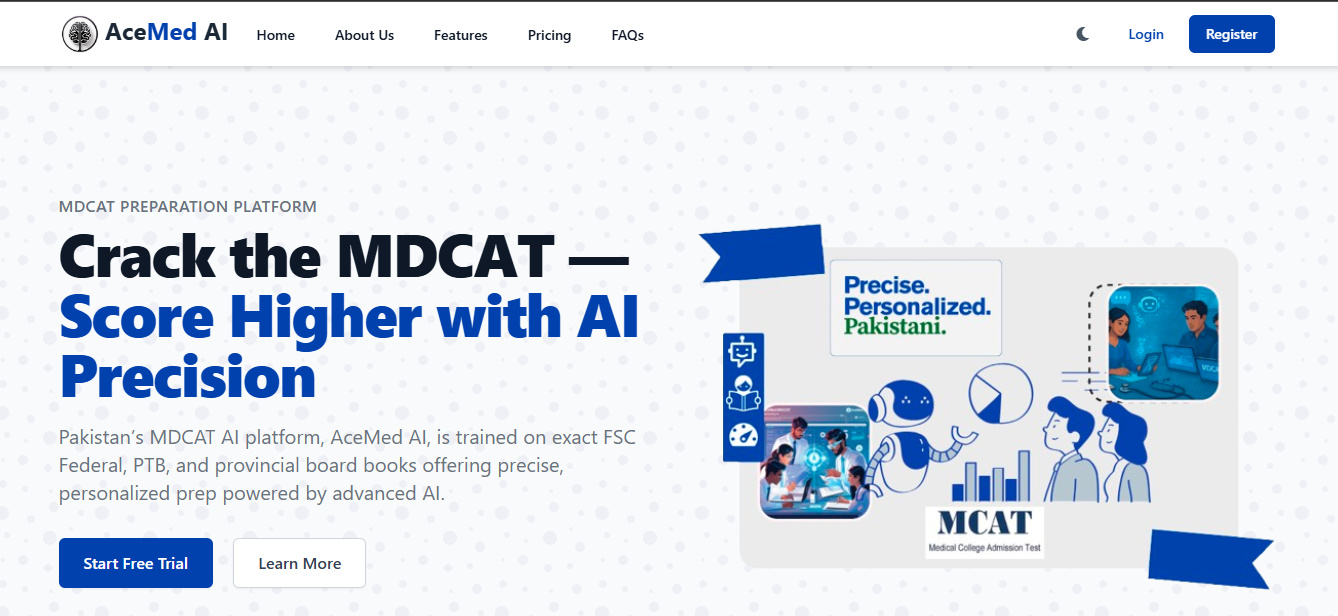 AceMed AI
Home
About Us
Features
Pricing
FAQs
Login
Register
MDCAT PREPARATION PLATFORM
Crack the MDCAT —
Score Higher with AI
Precision
Pakistan’s MDCAT AI platform, AceMed AI, is trained on exact FSC
Federal, PTB, and provincial board books offering precise,
personalized prep powered by advanced AI.
Start Free Trial
Learn More
Precise.
Personalized.
Pakistani.
MCAT
Medical College Admission Test